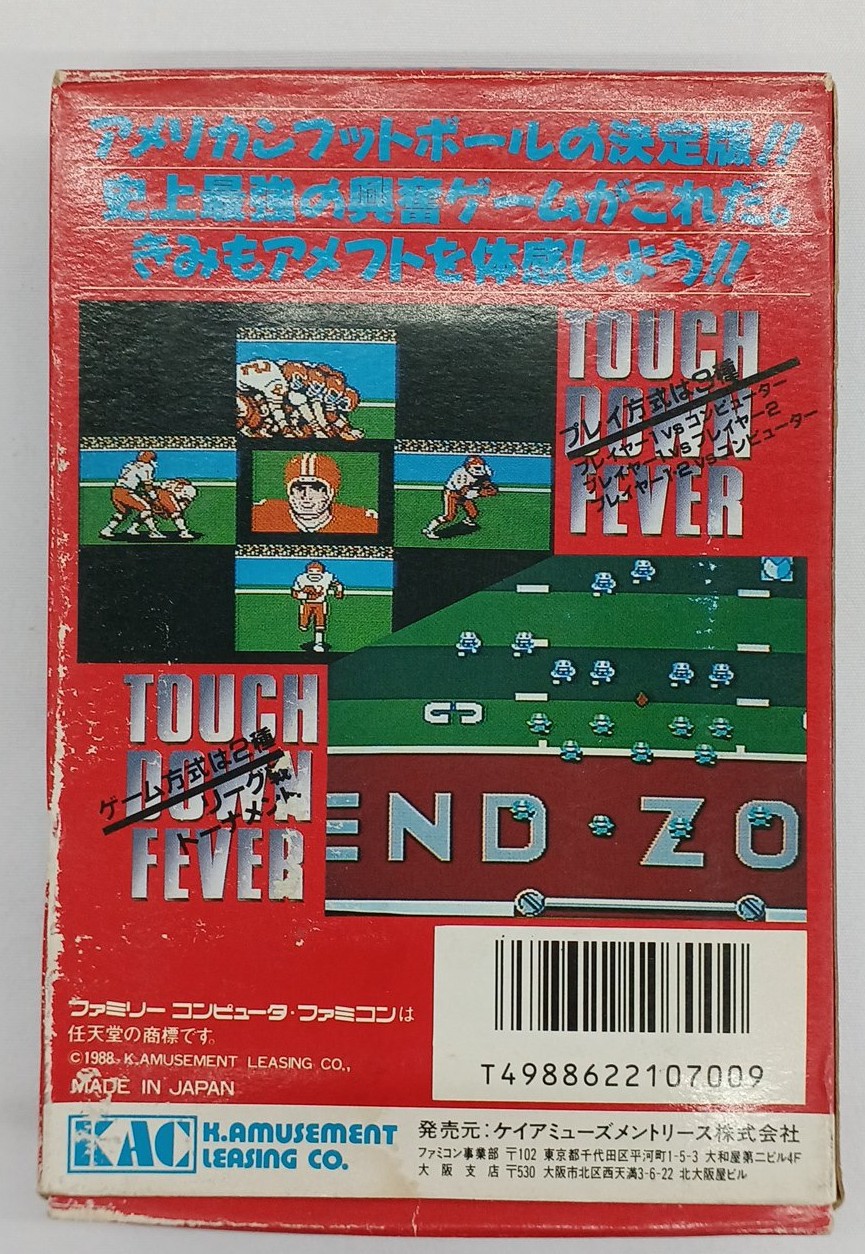 アメリカンフットボールの決定版!!
史上最強の興奮ゲームがこれだ。
きみもアメフトを体感しよう!!
TOUCH
DOWN
FEVER
プレイ方式は3種
プレイヤー1 vs コンピューター
プレイヤー1 vs プレイヤー2
プレイヤー1・2 vs コンピューター
TOUCH
DOWN
FEVER
ゲーム方式は2種
リーグ戦
トーナメント
END・ZO
ファミリー コンピュータ・ファミコンは
任天堂の商標です。
©1988 K.AMUSEMENT LEASING CO.,
MADE IN JAPAN
T4988622107009
KAC
K.AMUSEMENT
LEASING CO.
発売元:ケイアミューズメントリース株式会社
ファミコン事業部 〒102 東京都千代田区平河町1-5-3 大和屋第二ビル4F
大 阪 支 店 〒530 大阪市北区西天満3-6-22 北大阪屋ビル